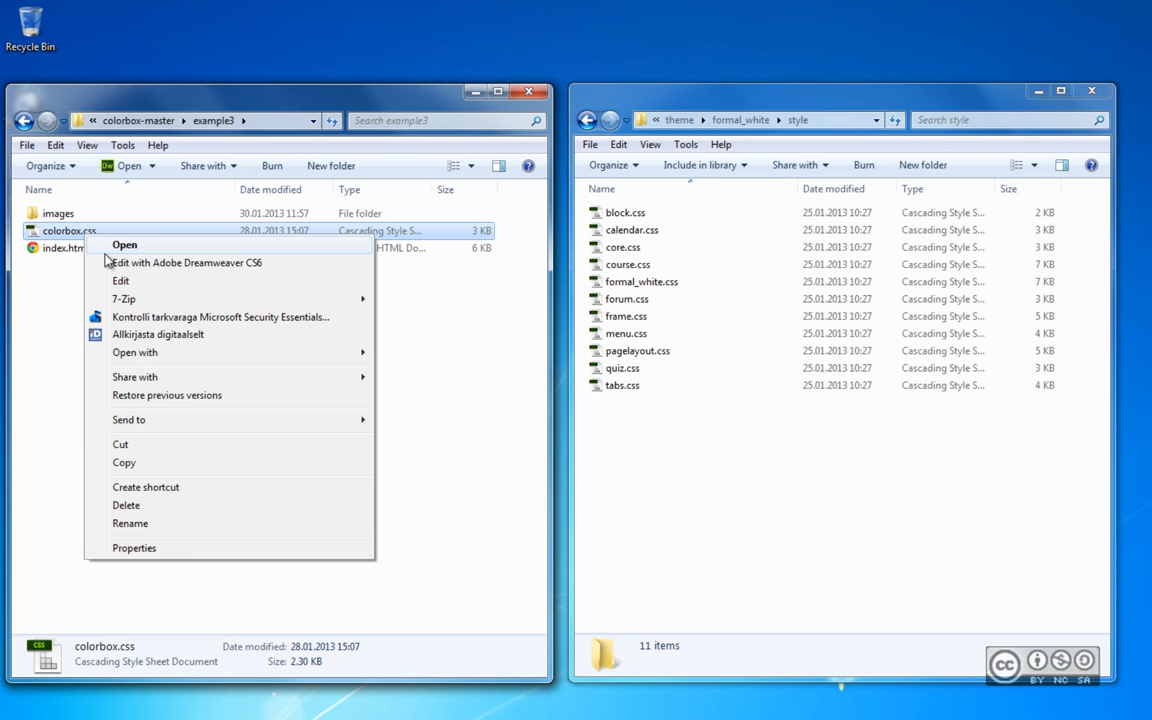 Recycle Bin
« colorbox-master example3
Search example3
File Edit View Tools Help
Organize Open Share with Burn New folder
Name Date modified Type Size
images 30.01.2013 11:57 File folder
colorbox.css 28.01.2013 15:07 Cascading Style S... 3 KB
index.htm HTML Do... 6 KB
Open
Edit with Adobe Dreamweaver CS6
Edit
7-Zip
Kontrolli tarkvaraga Microsoft Security Essentials...
Allkirjasta digitaalselt
Open with
Share with
Restore previous versions
Send to
Cut
Copy
Create shortcut
Delete
Rename
Properties
CSS
colorbox.css Date modified: 28.01.2013 15:07
Cascading Style Sheet Document Size: 2.30 KB
« theme formal_white style
Search style
File Edit View Tools Help
Organize Include in library Share with Burn New folder
Name Date modified Type Size
block.css 25.01.2013 10:27 Cascading Style S... 2 KB
calendar.css 25.01.2013 10:27 Cascading Style S... 3 KB
core.css 25.01.2013 10:27 Cascading Style S... 3 KB
course.css 25.01.2013 10:27 Cascading Style S... 7 KB
formal_white.css 25.01.2013 10:27 Cascading Style S... 7 KB
forum.css 25.01.2013 10:27 Cascading Style S... 3 KB
frame.css 25.01.2013 10:27 Cascading Style S... 5 KB
menu.css 25.01.2013 10:27 Cascading Style S... 4 KB
pagelayout.css 25.01.2013 10:27 Cascading Style S... 5 KB
quiz.css 25.01.2013 10:27 Cascading Style S... 3 KB
tabs.css 25.01.2013 10:27 Cascading Style S... 4 KB
11 items
cc
BY NC SA